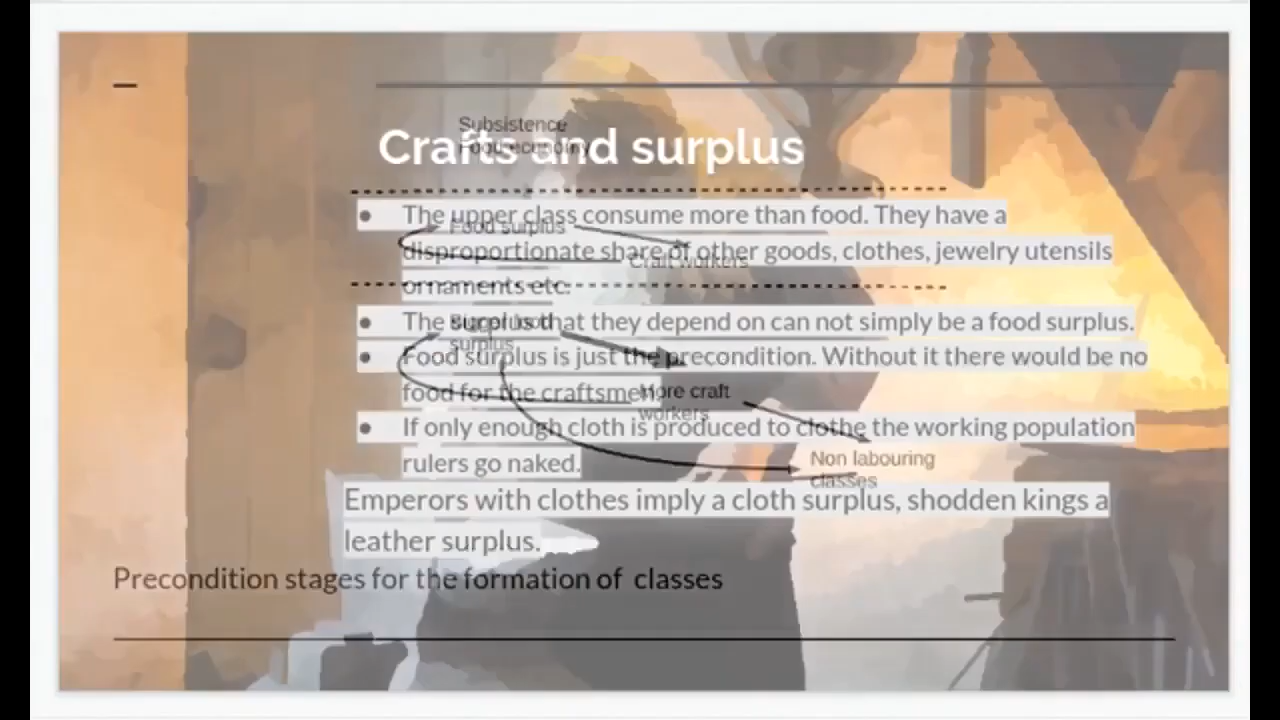 Subsistence
Food economy
Crafts and surplus
● The upper class consume more than food. They have a
Food surplus
disproportionate share of other goods, clothes, jewelry utensils
Craft workers
ornaments etc.
● The surplus that they depend on can not simply be a food surplus.
surplus
● Food surplus is just the precondition. Without it there would be no
food for the craftsmen.
More craft
workers
● If only enough cloth is produced to clothe the working population
rulers go naked.
Non labouring
classes
Emperors with clothes imply a cloth surplus, shodden kings a
leather surplus.
Precondition stages for the formation of classes